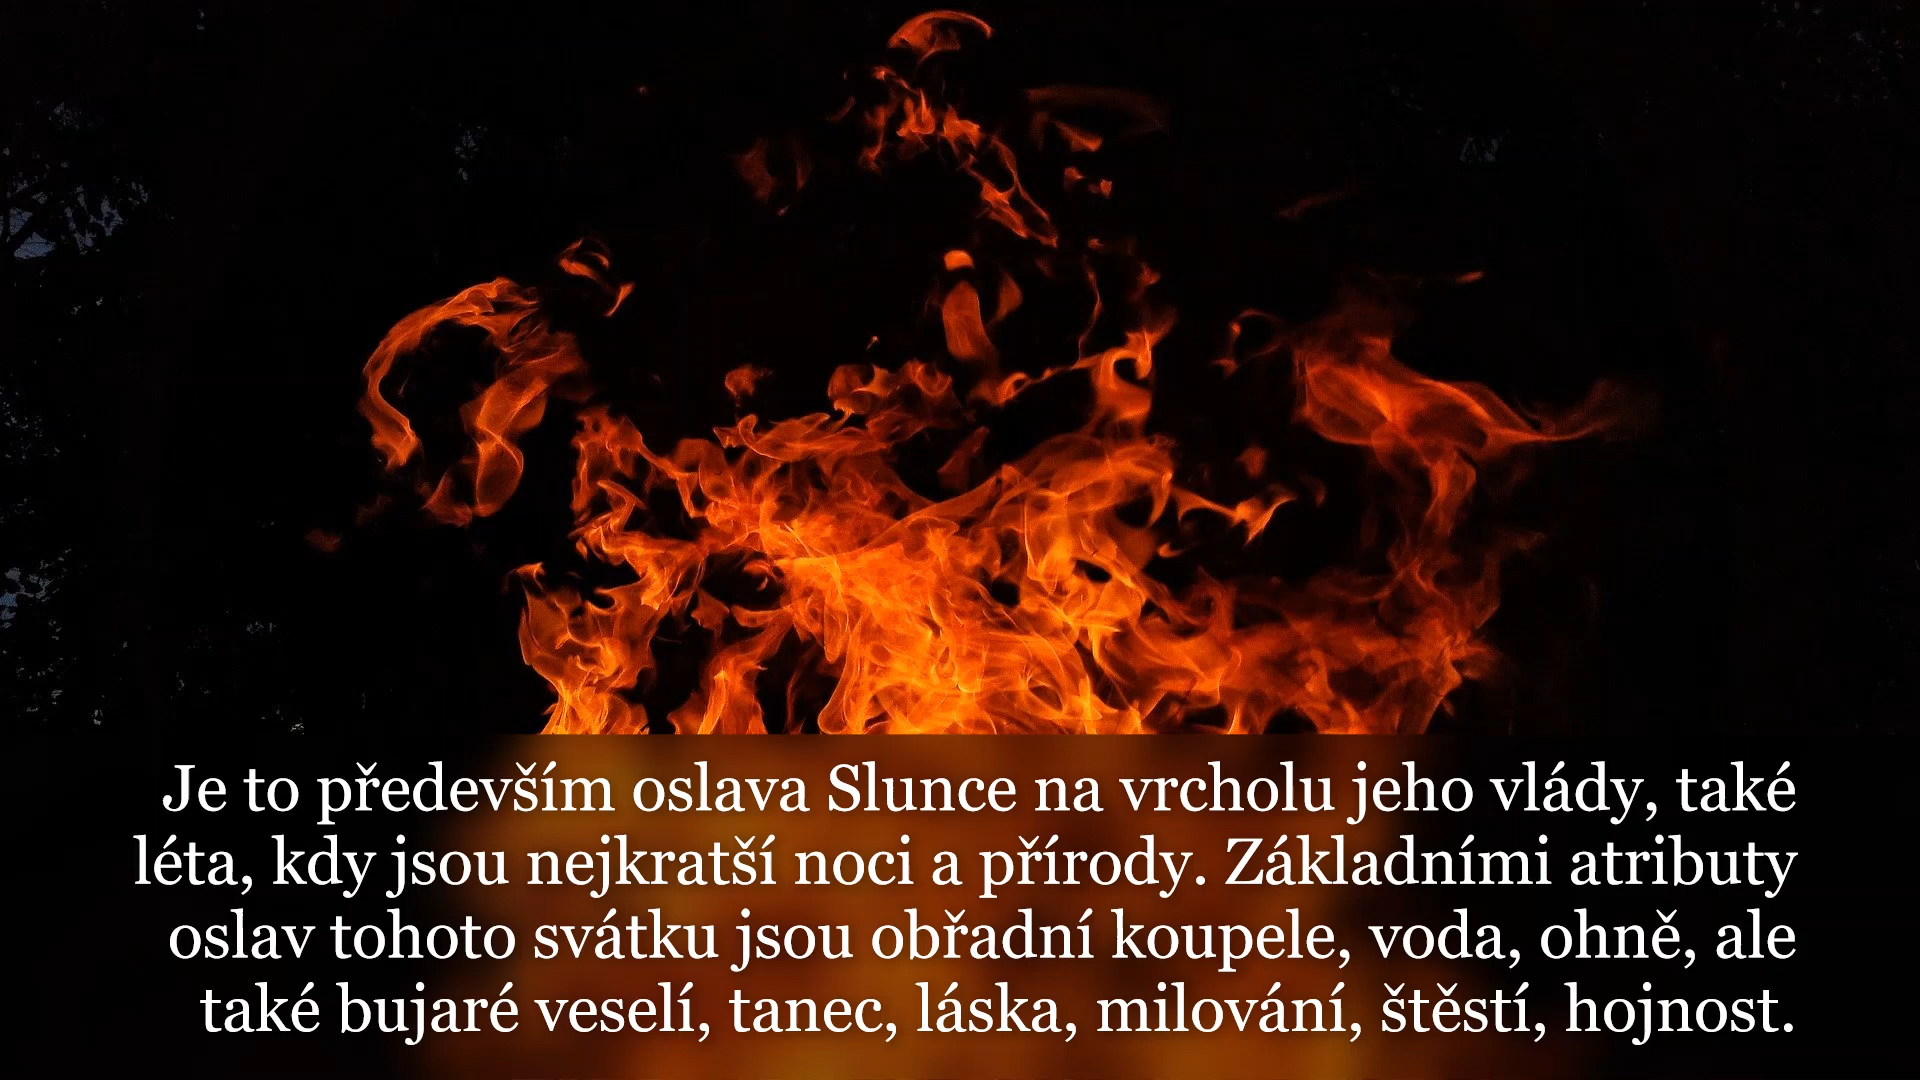 Je to především oslava Slunce na vrcholu jeho vlády, také
léta, kdy jsou nejkratší noci a přírody. Základními atributy
oslav tohoto svátku jsou obřadní koupele, voda, ohně, ale
také bujaré veselí, tanec, láska, milování, štěstí, hojnost.